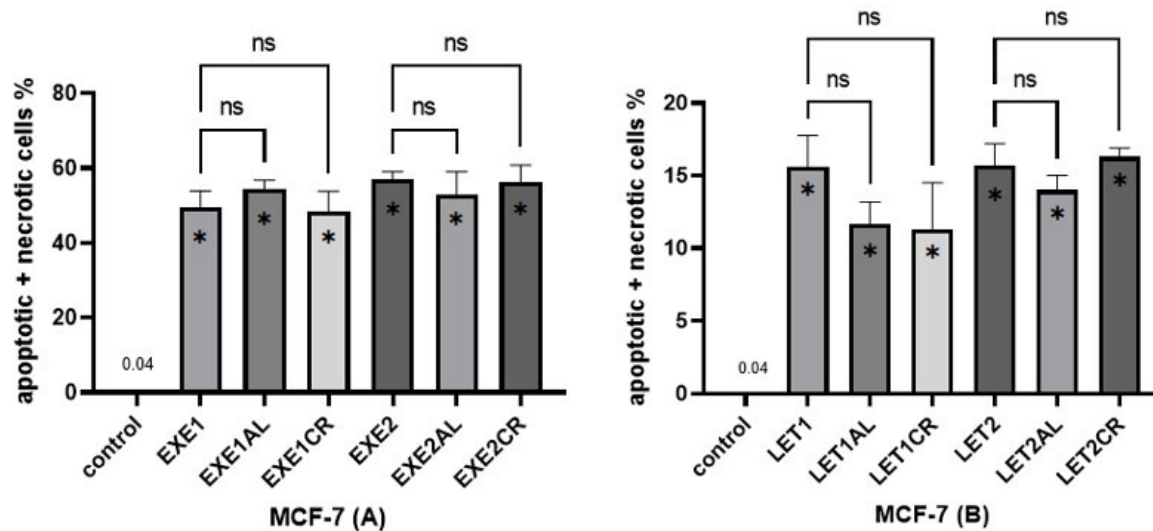 ns
ns
ns
ns
apoptotic + necrotic cells %
80
60
40
20
0
0.04
*
*
*
*
*
*
control
EXE1
EXE1AL
EXE1CR
EXE2
EXE2AL
EXE2CR
MCF-7 (A)
ns
ns
ns
ns
apoptotic + necrotic cells %
20
15
10
5
0
0.04
*
*
*
*
*
*
control
LET1
LET1AL
LET1CR
LET2
LET2AL
LET2CR
MCF-7 (B)